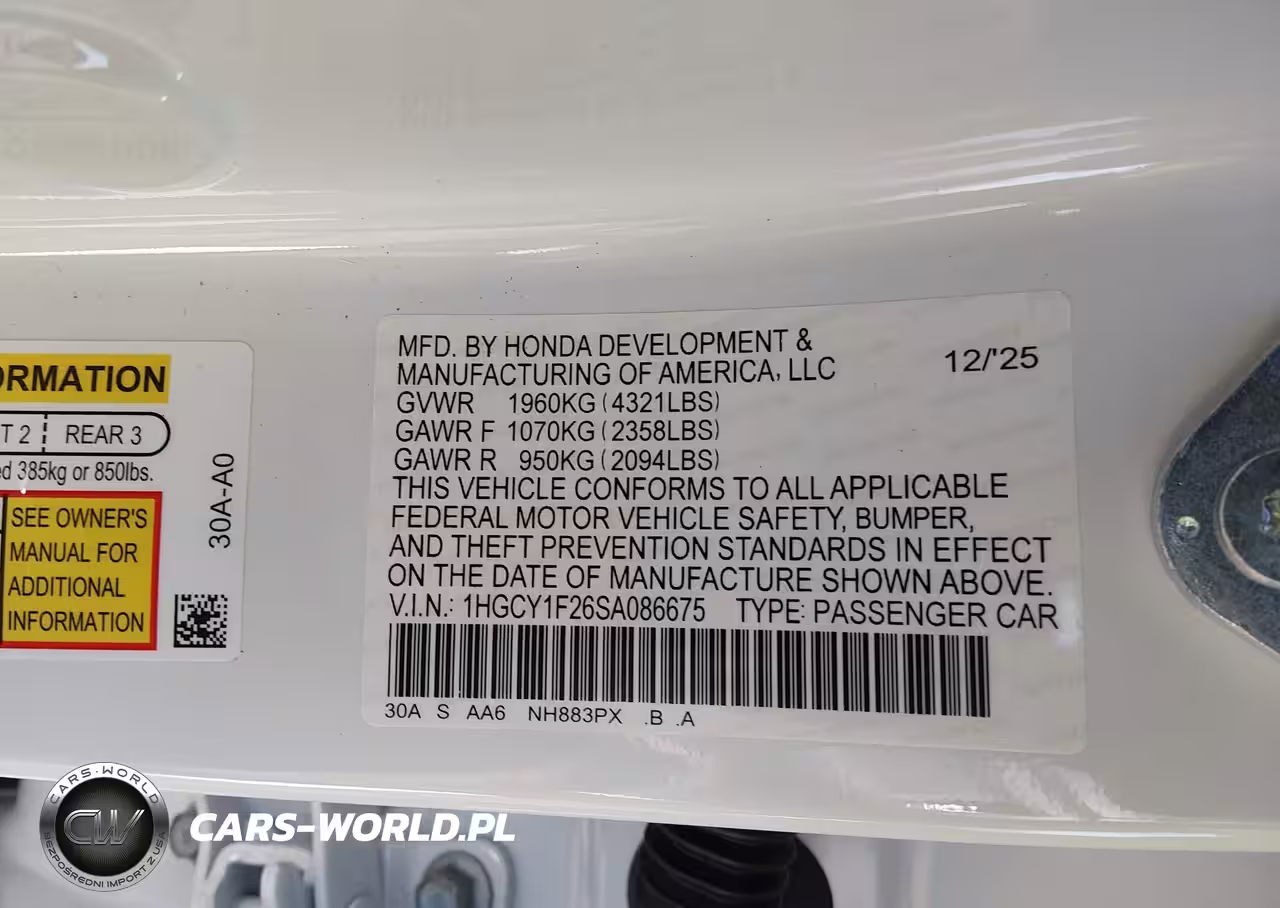 ORMATION
T 2 REAR 3
ed 385kg or 850lbs.
SEE OWNER'S
MANUAL FOR
ADDITIONAL
INFORMATION
30A-A0
MFD. BY HONDA DEVELOPMENT &
MANUFACTURING OF AMERICA, LLC
12/'25
GVWR 1960KG (4321LBS)
GAWR F 1070KG (2358LBS)
GAWR R 950KG (2094LBS)
THIS VEHICLE CONFORMS TO ALL APPLICABLE
FEDERAL MOTOR VEHICLE SAFETY, BUMPER,
AND THEFT PREVENTION STANDARDS IN EFFECT
ON THE DATE OF MANUFACTURE SHOWN ABOVE.
V.I.N.: 1HGCY1F26SA086675 TYPE: PASSENGER CAR
30A S AA6 NH883PX .B .A
CARS-WORLD
CW
BEZPOŚREDNI IMPORT Z USA
CARS-WORLD.PL